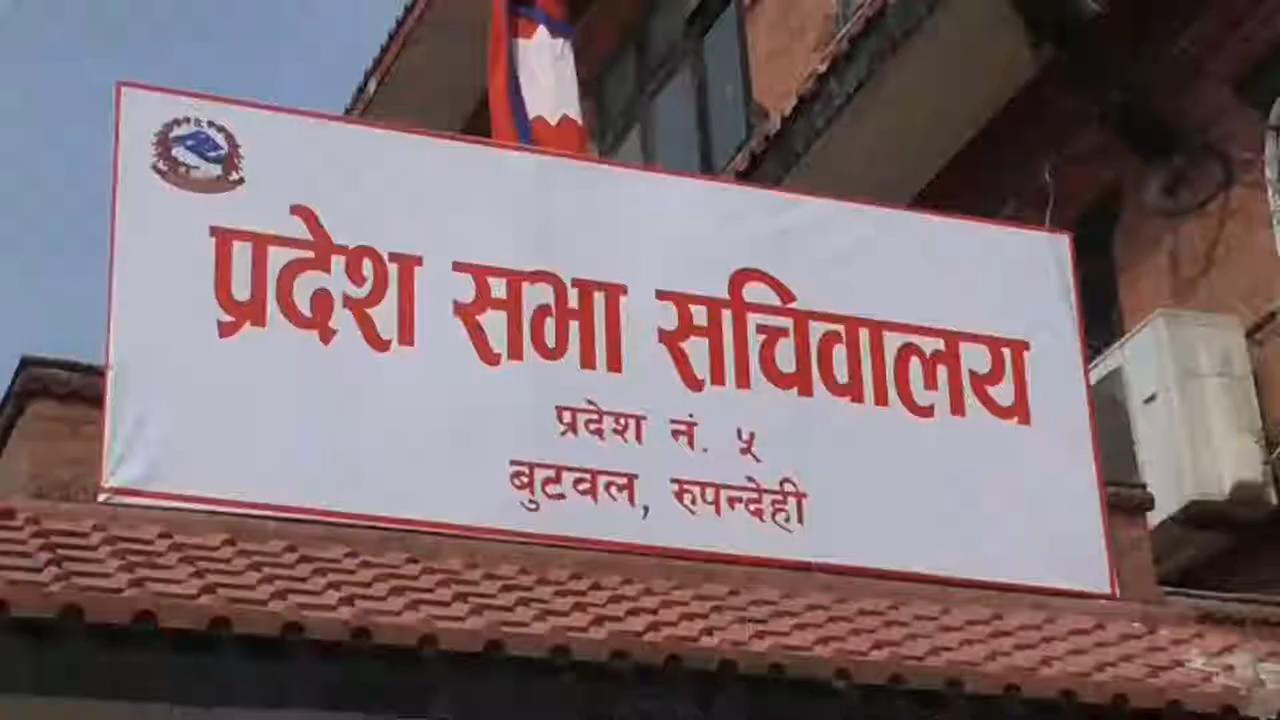 प्रदेश सभा सचिवालय
प्रदेश नं. ५
बुटवल, रुपन्देही